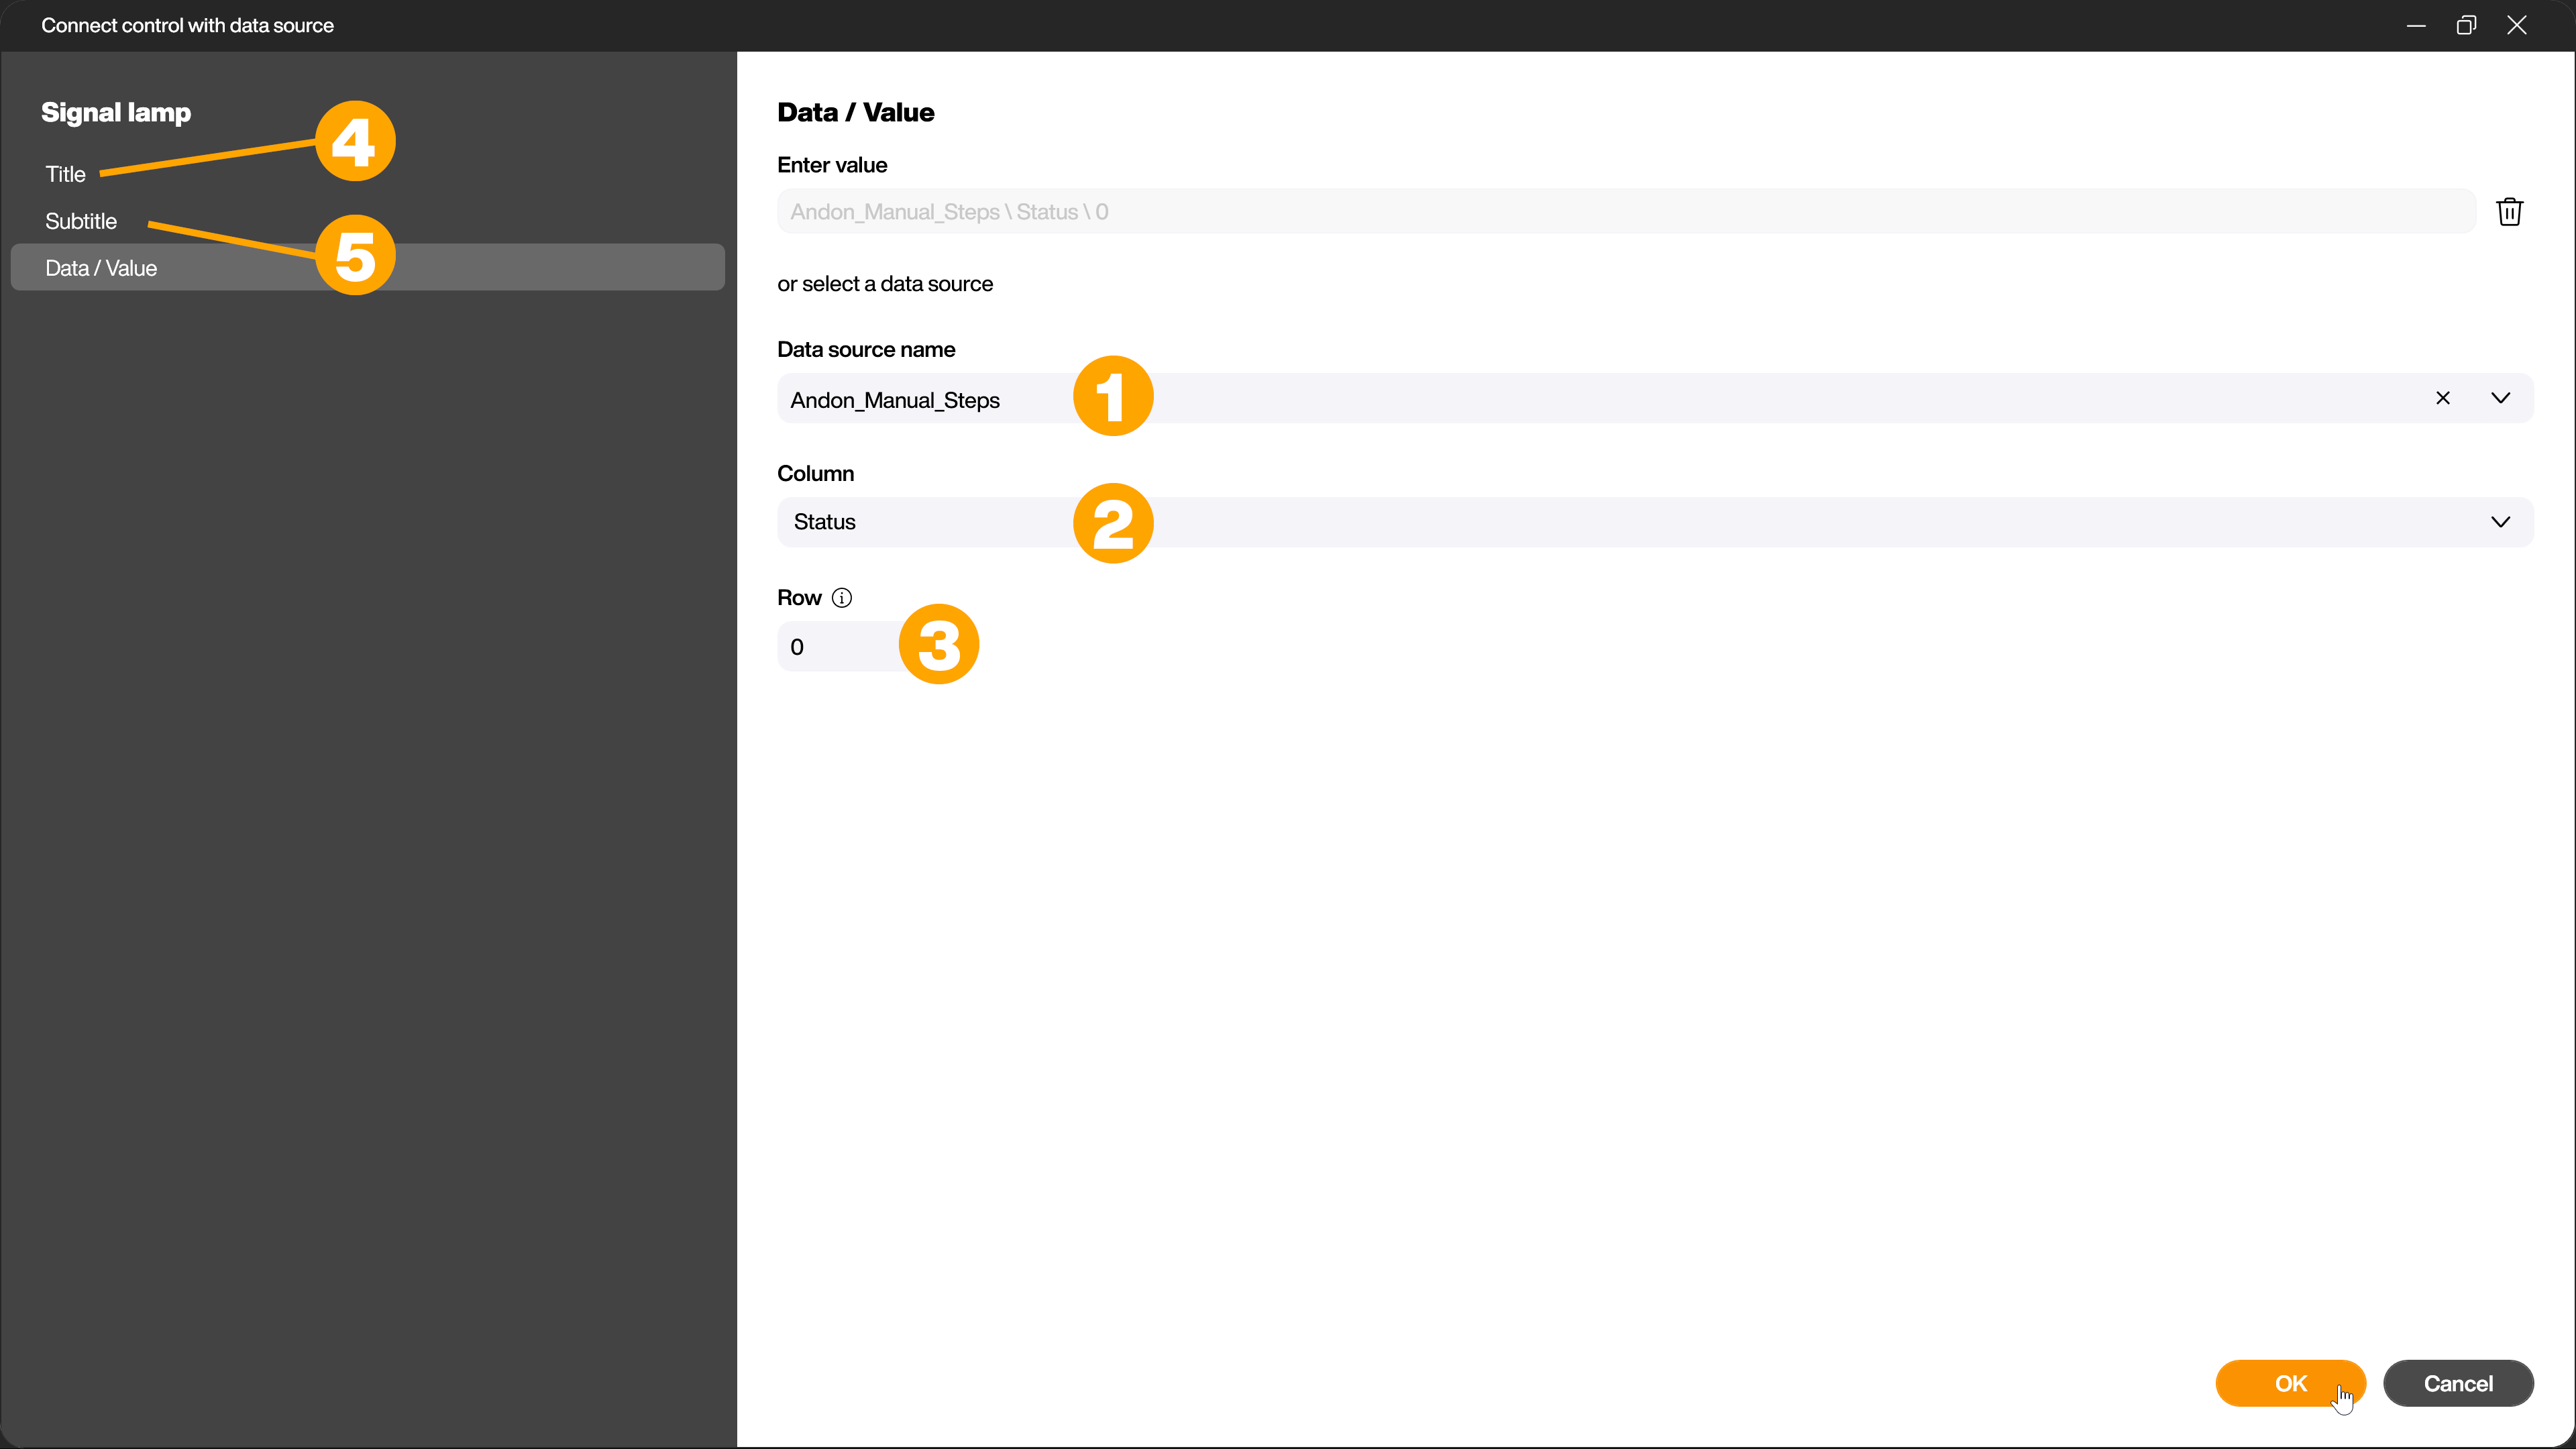 Connect control with data source
Signal lamp
4
Title
Subtitle
5
Data / Value
Data / Value
Enter value
Andon_Manual_Steps \ Status \ 0
or select a data source
Data source name
Andon_Manual_Steps
1
Column
Status
2
Row
0
3
OK
Cancel